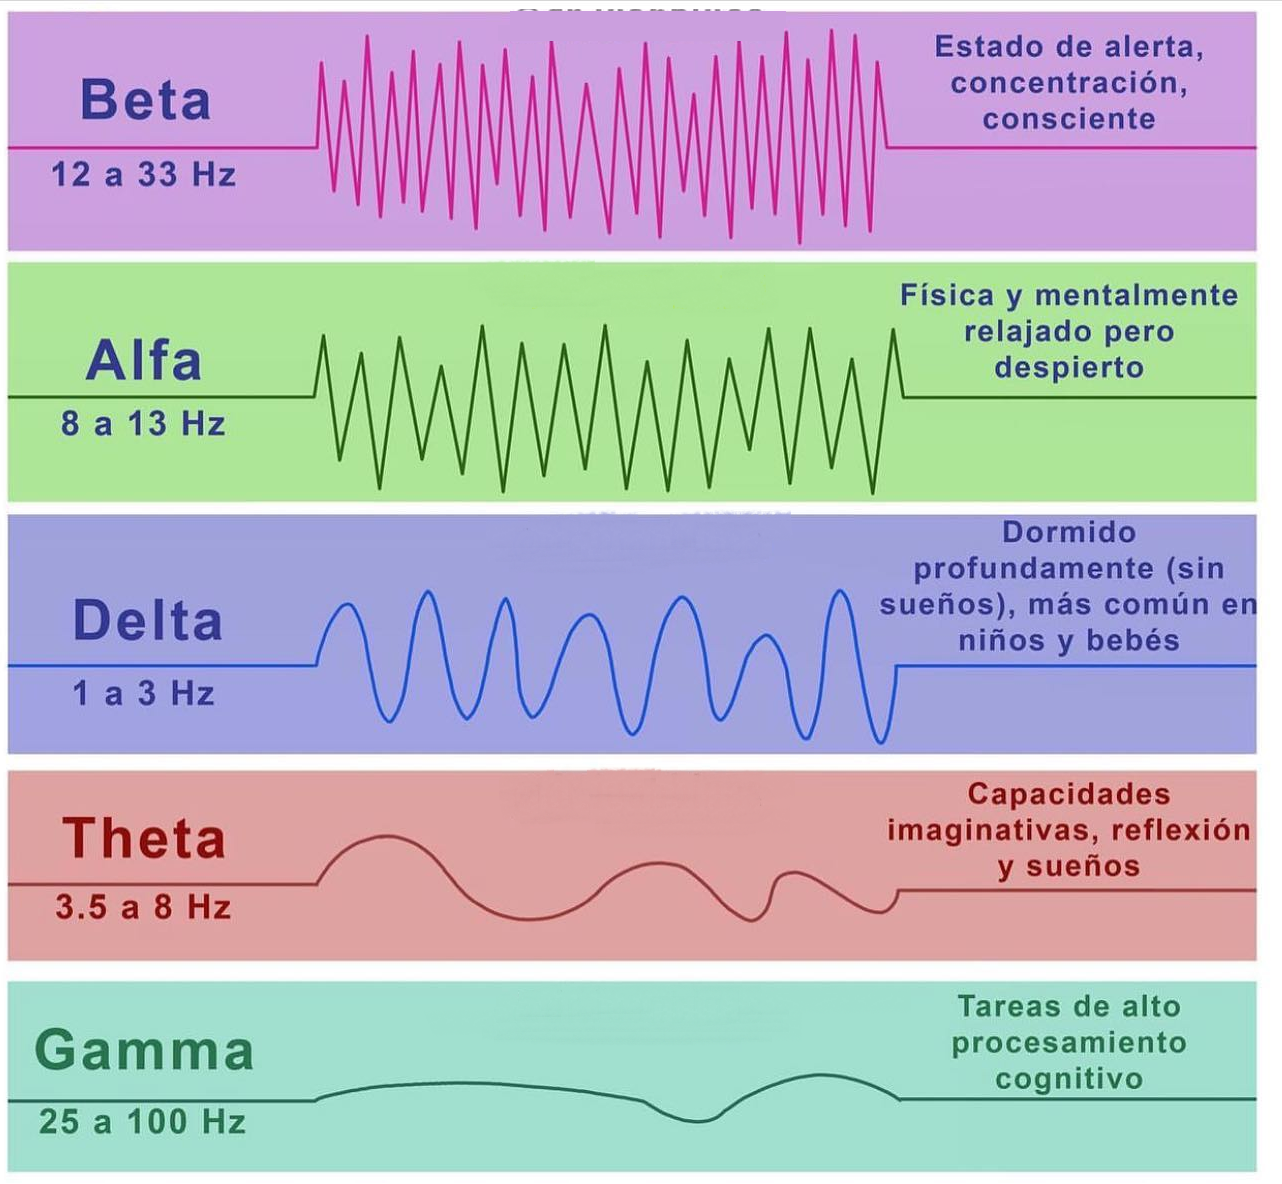 Beta
12 a 33 Hz
Estado de alerta,
concentración,
consciente
Alfa
8 a 13 Hz
Física y mentalmente
relajado pero
despierto
Delta
1 a 3 Hz
Dormido
profundamente (sin
sueños), más común en
niños y bebés
Theta
3.5 a 8 Hz
Capacidades
imaginativas, reflexión
y sueños
Gamma
25 a 100 Hz
Tareas de alto
procesamiento
cognitivo